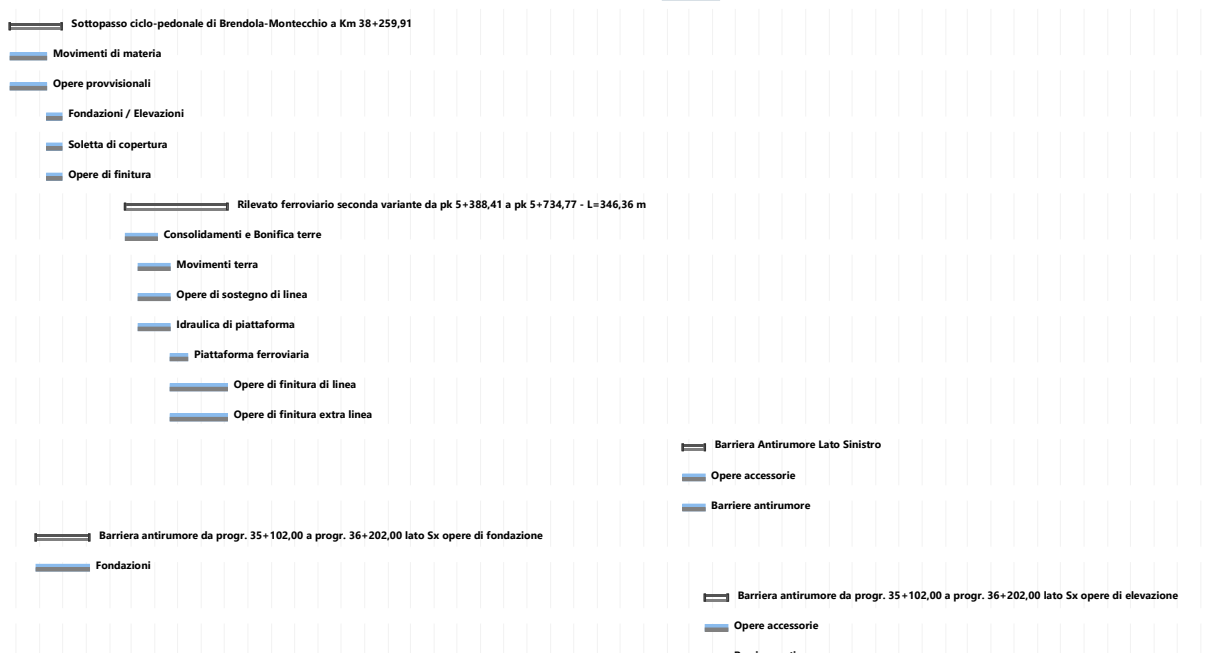 Sottopasso ciclo-pedonale di Brendola-Montecchio a Km 38+259,91
Movimenti di materia
Opere provvisionali
Fondazioni / Elevazioni
Soletta di copertura
Opere di finitura
Rilevato ferroviario seconda variante da pk 5+388,41 a pk 5+734,77 - L=346,36 m
Consolidamenti e Bonifica terre
Movimenti terra
Opere di sostegno di linea
Idraulica di piattaforma
Piattaforma ferroviaria
Opere di finitura di linea
Opere di finitura extra linea
Barriera Antirumore Lato Sinistro
Opere accessorie
Barriere antirumore
Barriera antirumore da progr. 35+102,00 a progr. 36+202,00 lato Sx opere di fondazione
Fondazioni
Barriera antirumore da progr. 35+102,00 a progr. 36+202,00 lato Sx opere di elevazione
Opere accessorie